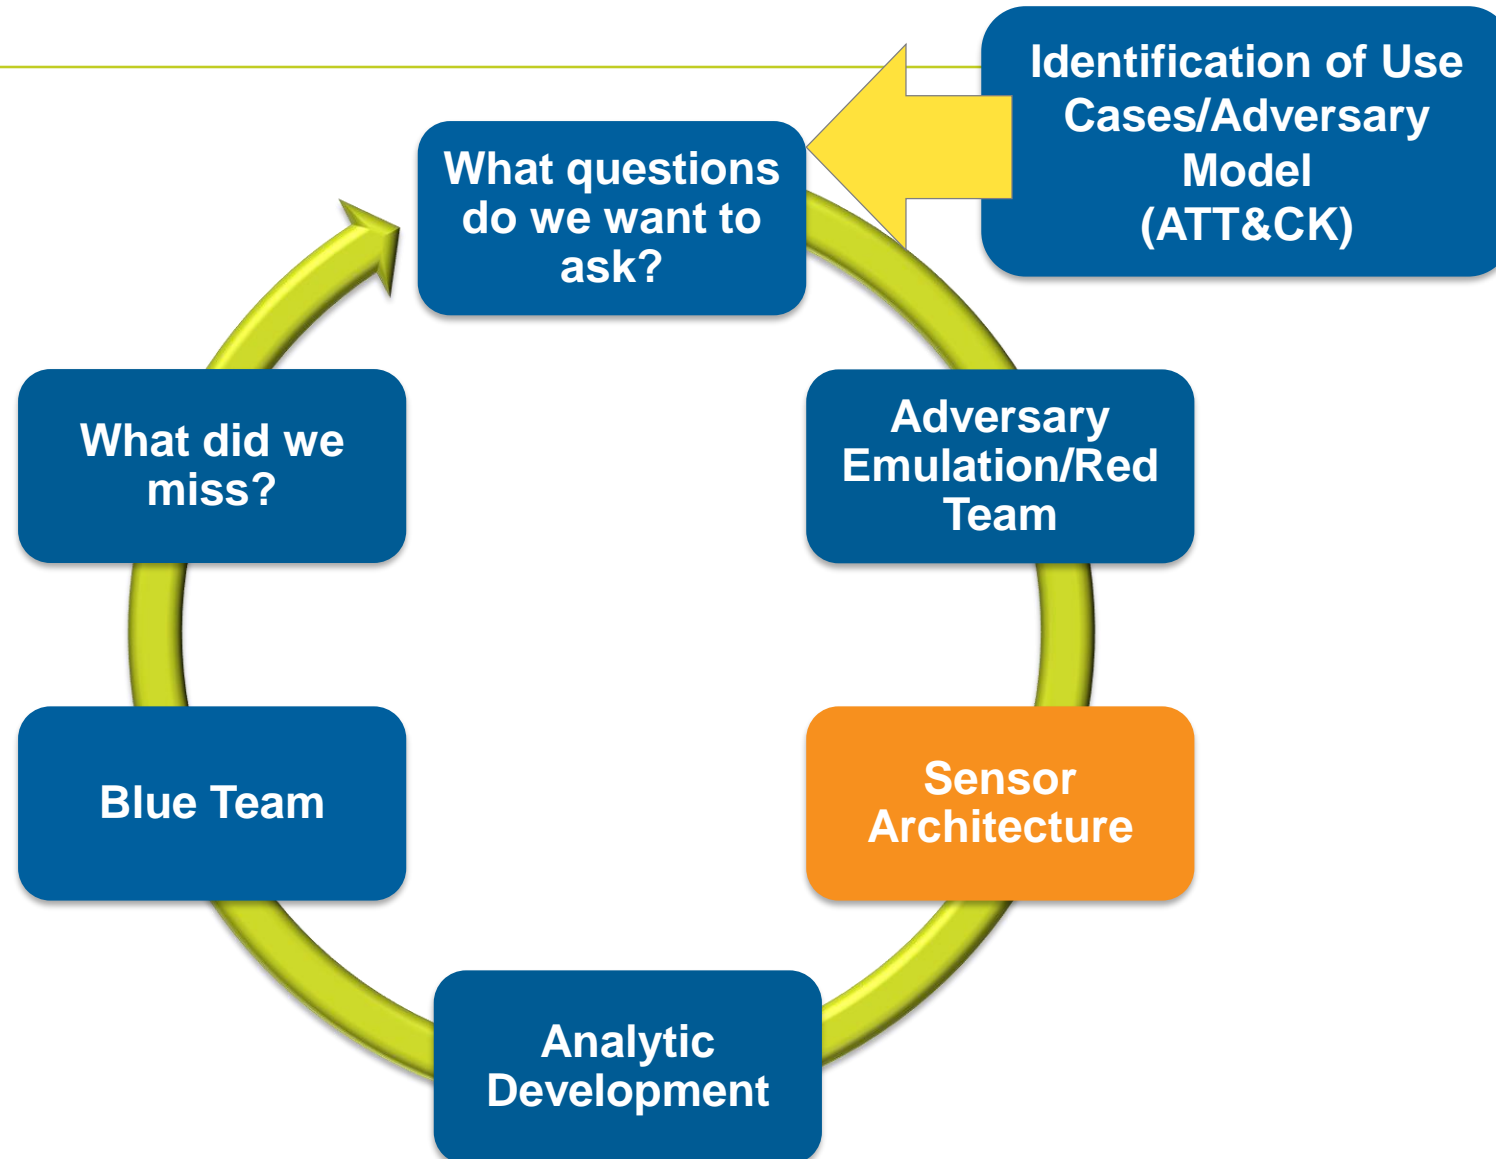 Identification of Use
Cases/Adversary
Model
(ATT&CK)
What questions
do we want to
ask?
Adversary
Emulation/Red
Team
Sensor
Architecture
Analytic
Development
Blue Team
What did we
miss?